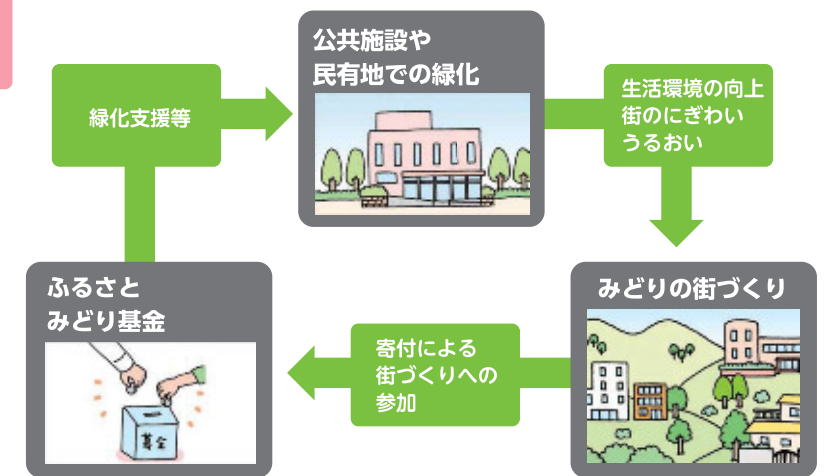 公共施設や
民有地での緑化
緑化支援等
生活環境の向上
街のにぎわい
うるおい
ふるさと
みどり基金
基金
みどりの街づくり
寄付による
街づくりへの
参加